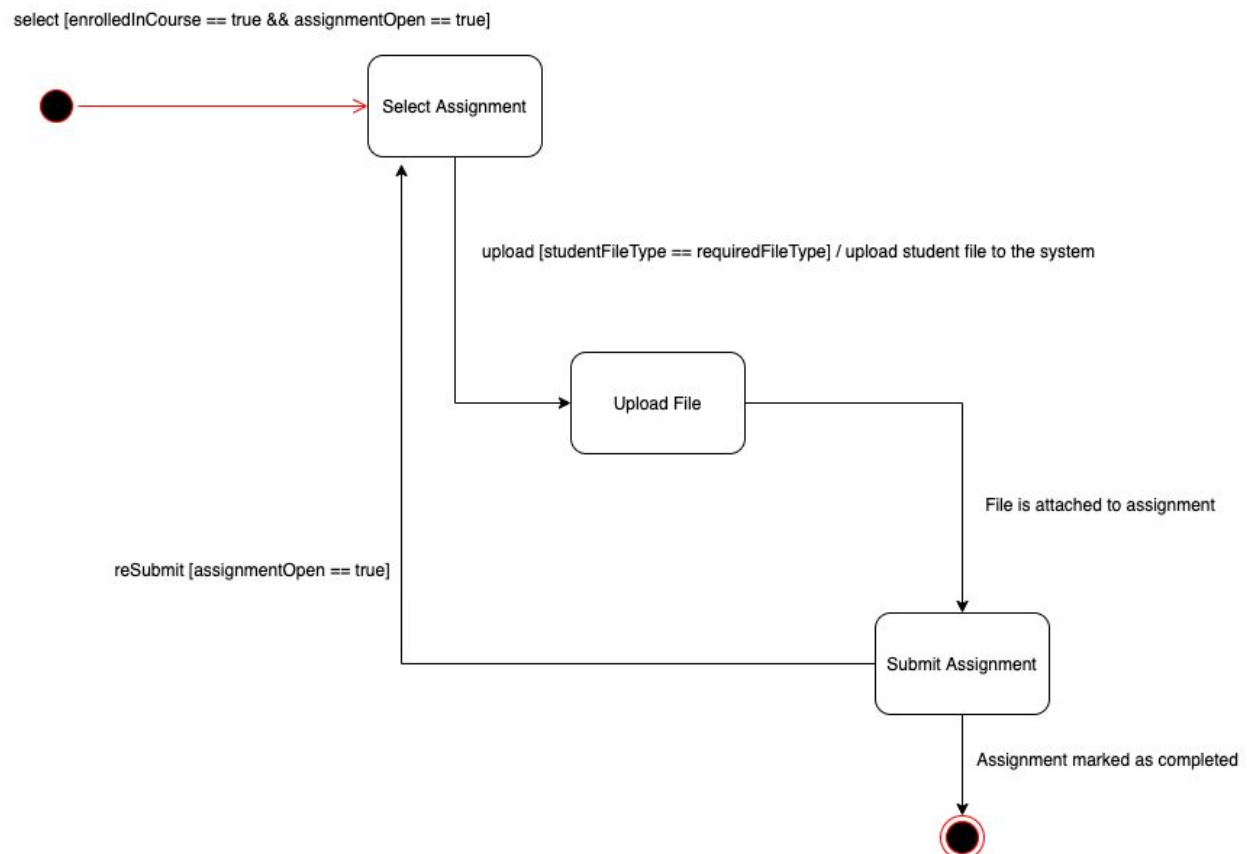 select [enrolledInCourse == true && assignmentOpen == true]
Select Assignment
upload [studentFileType == requiredFileType] / upload student file to the system
Upload File
File is attached to assignment
reSubmit [assignmentOpen == true]
Submit Assignment
Assignment marked as completed